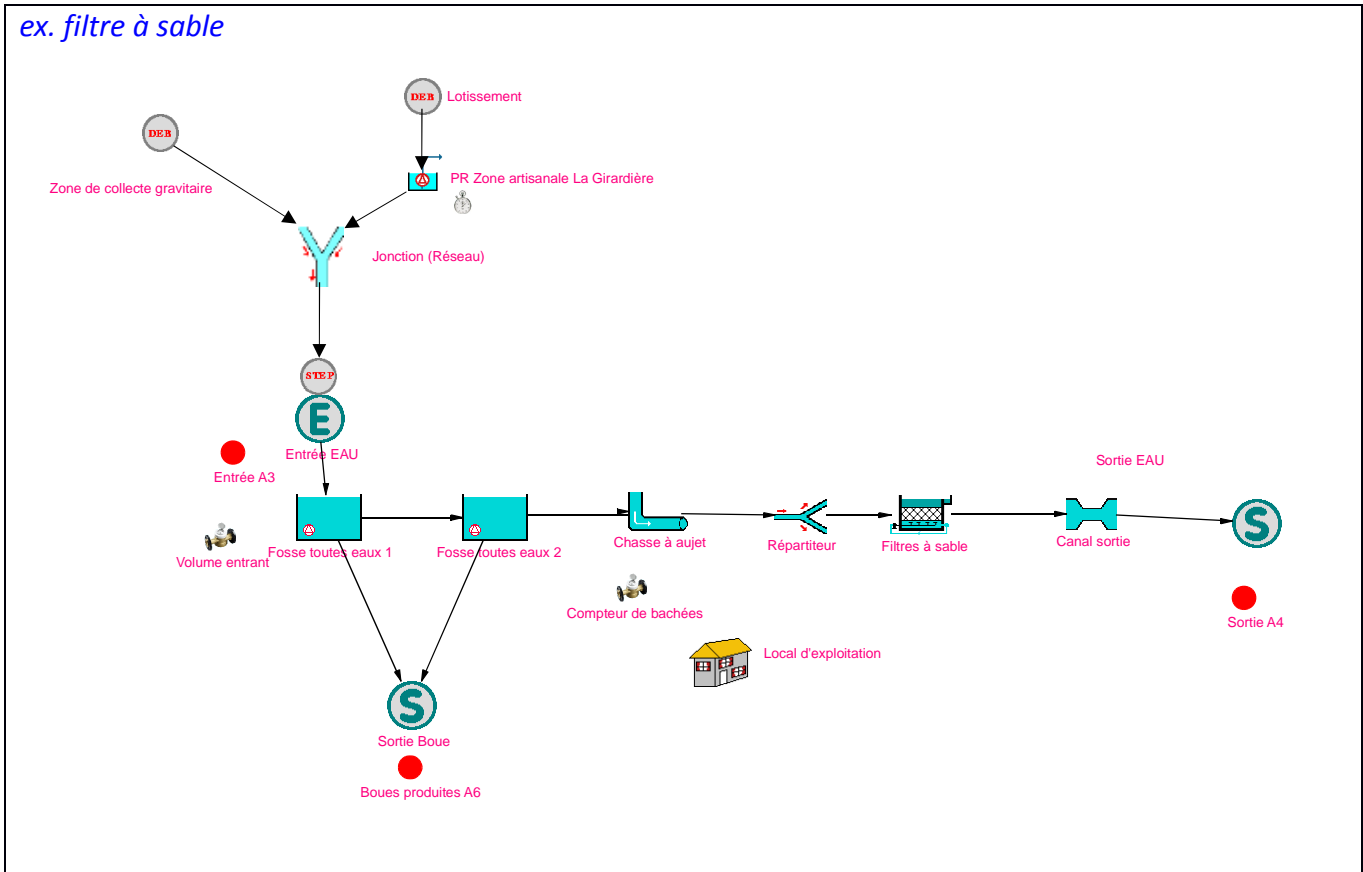 ex. filtre à sable
DEB
Lotissement
DEB
Zone de collecte gravitaire
PR Zone artisanale La Girardière
Jonction (Réseau)
STEP
E
Entrée EAU
Entrée A3
Sortie EAU
S
Volume entrant
Fosse toutes eaux 1
Fosse toutes eaux 2
Chasse à aujet
Répartiteur
Filtres à sable
Canal sortie
Compteur de bachées
Sortie A4
Local d'exploitation
S
Sortie Boue
Boues produites A6